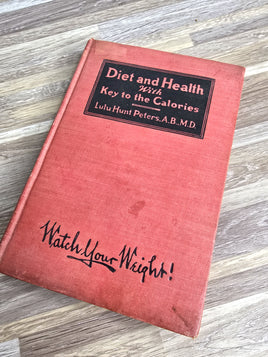 Diet and Health
With
Key to the Calories
Lulu Hunt Peters, A.B., M.D.
Watch Your Weight!